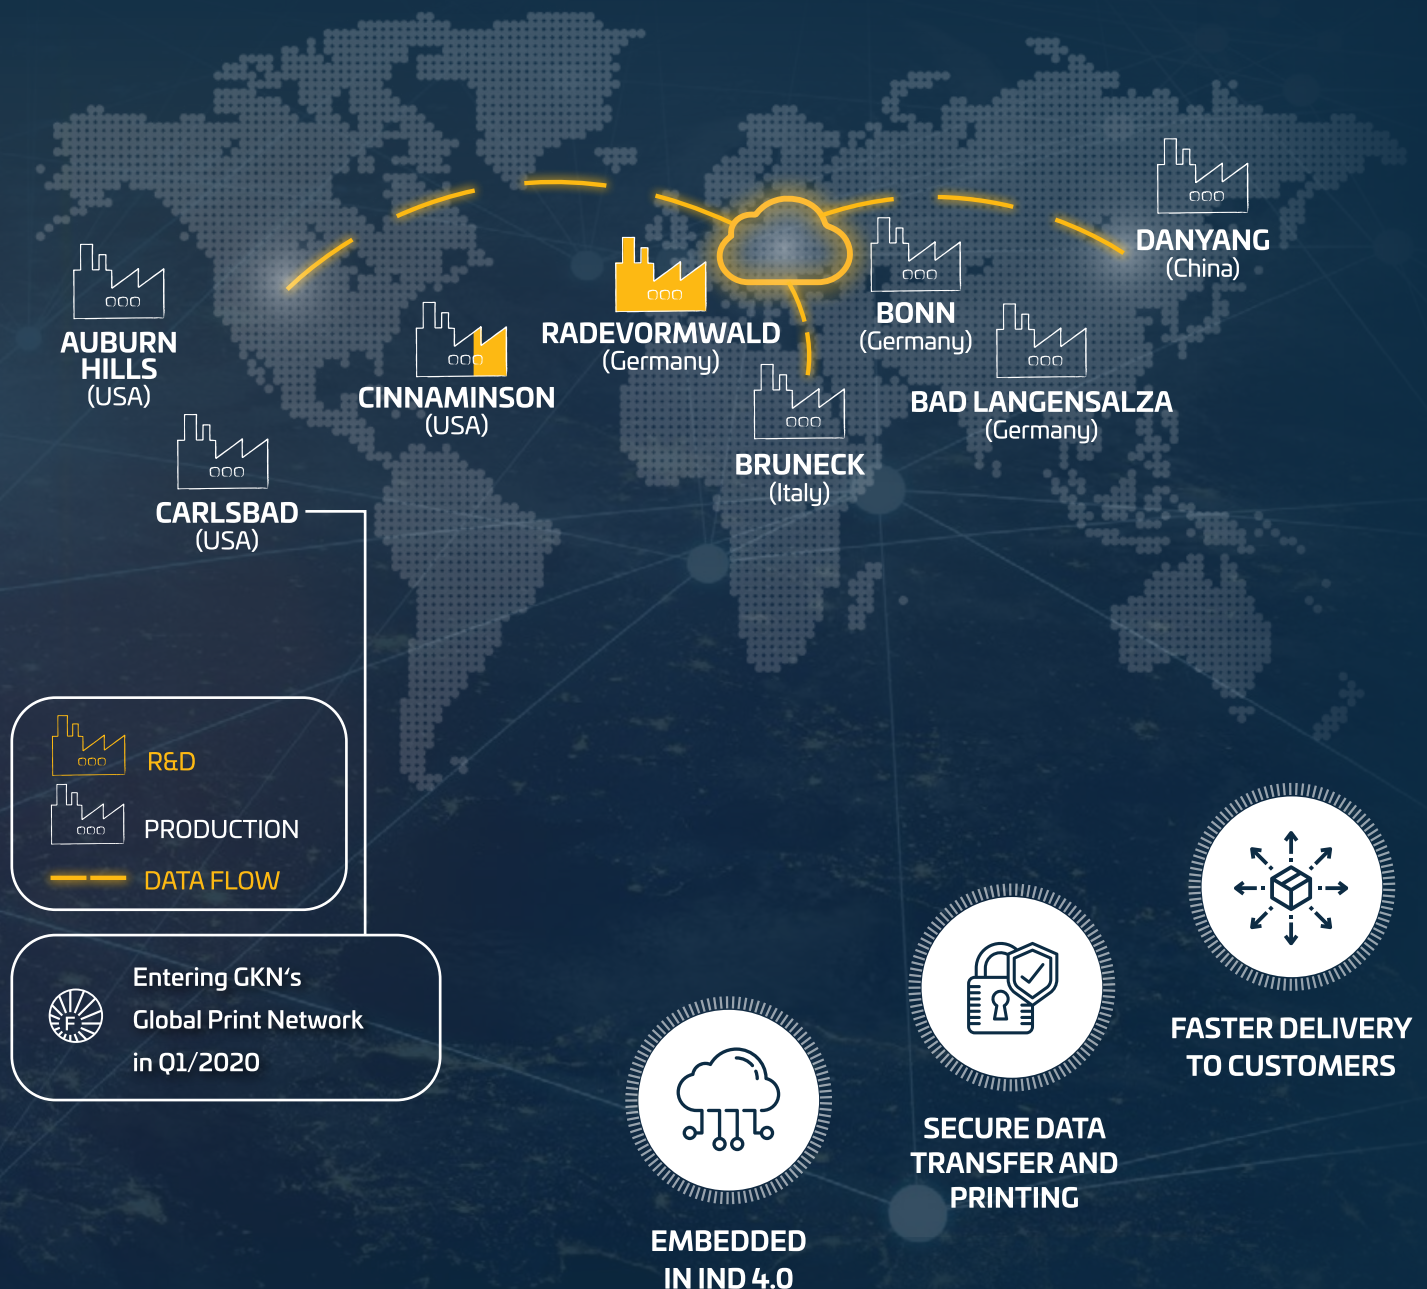 DANYANG
(China)
AUBURN
HILLS
(USA)
RADEVORMWALD
(Germany)
BONN
(Germany)
CINNAMINSON
(USA)
BAD LANGENSALZA
(Germany)
BRUNECK
(Italy)
CARLSBAD
(USA)
R&D
PRODUCTION
DATA FLOW
F
Entering GKN‘s
Global Print Network
in Q1/2020
FASTER DELIVERY
TO CUSTOMERS
SECURE DATA
TRANSFER AND
PRINTING
EMBEDDED
IN IND 4.0